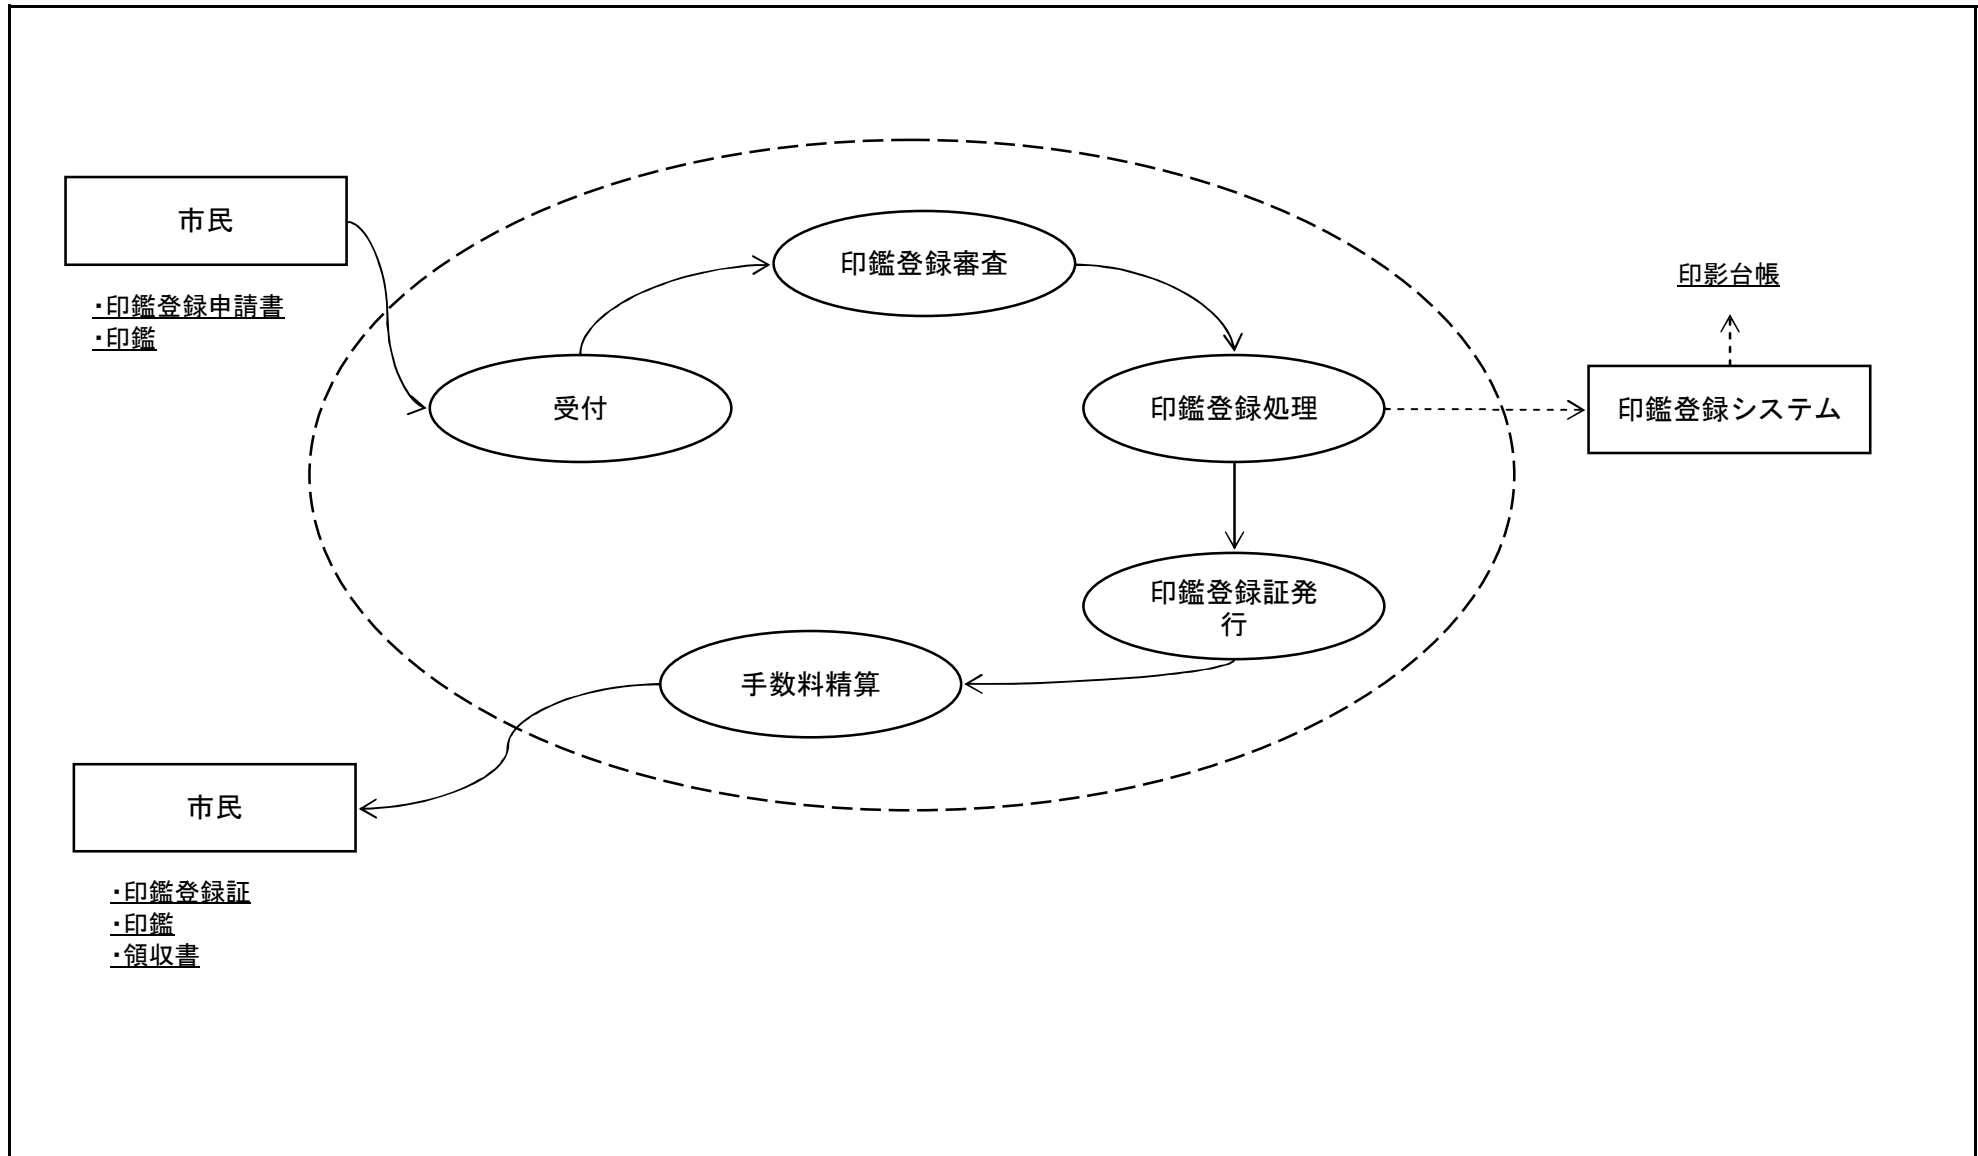 市民
・印鑑登録申請書
・印鑑
印鑑登録審査
受付
印鑑登録処理
印影台帳
印鑑登録システム
印鑑登録証発
行
手数料精算
市民
・印鑑登録証
・印鑑
・領収書